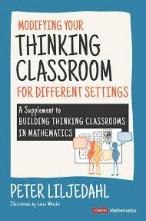 MODIFYING YOUR
THINKING
CLASSROOM
FOR DIFFERENT SETTINGS
A Supplement to
BUILDING THINKING CLASSROOMS
IN MATHEMATICS
PETER LILJEDAHL
Mathematics